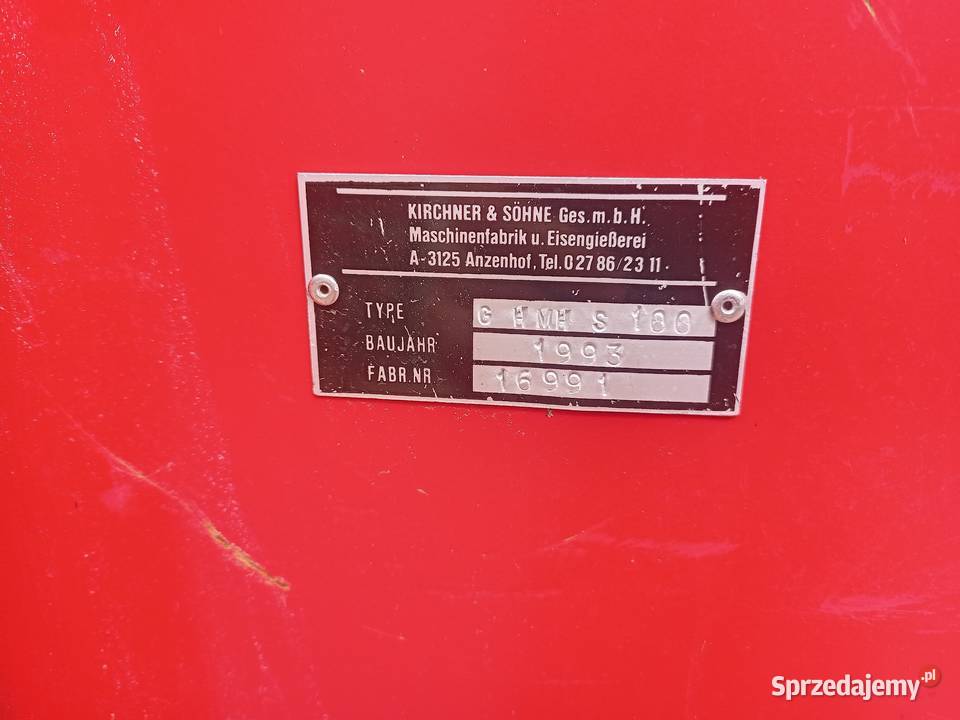 KIRCHNER & SÖHNE Ges.m.b.H.
Maschinenfabrik u. Eisengießerei
A-3125 Anzenhof, Tel. 02786/2311
TYPE
BAUJAHR 1993
FABR.NR 16991
Sprzedajemy.pl